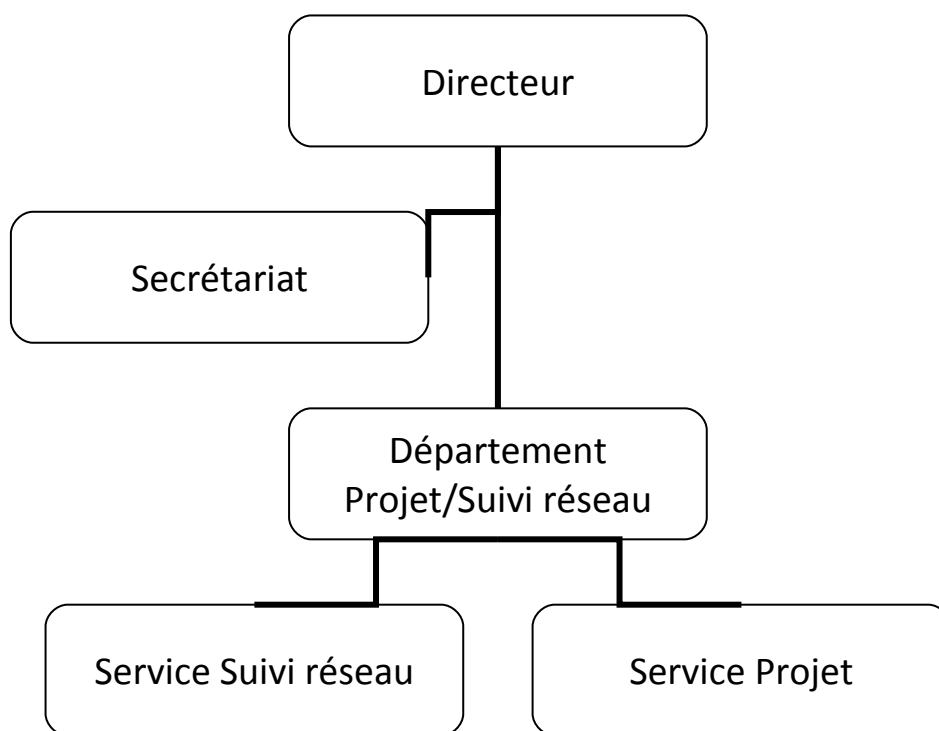 Directeur
Secrétariat
Département
Projet/Suivi réseau
Service Suivi réseau
Service Projet